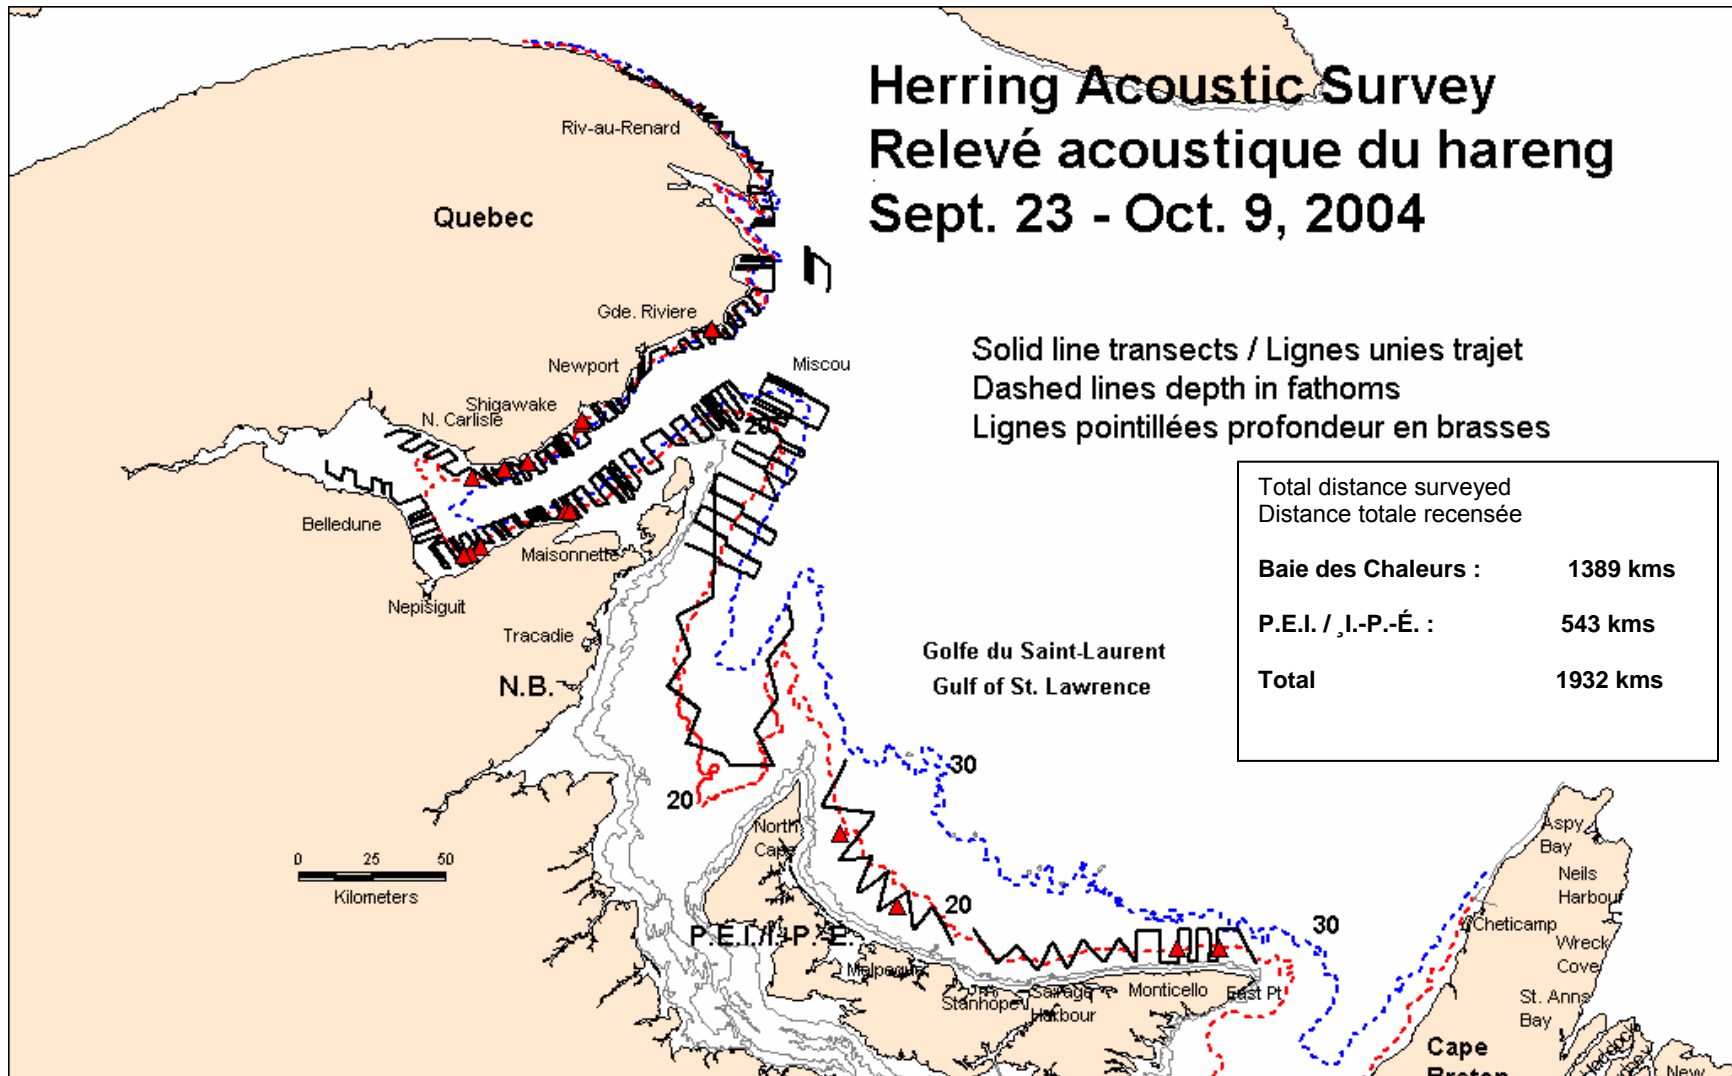 Herring Acoustic Survey
Relevé acoustique du hareng
Sept. 23 - Oct. 9, 2004
Solid line transects / Lignes unies trajet
Dashed lines depth in fathoms
Lignes pointillées profondeur en brasses
Total distance surveyed
Distance totale recensée
Baie des Chaleurs : 1389 kms
P.E.I. / ¸I.-P.-É. : 543 kms
Total 1932 kms
Riv-au-Renard
Quebec
Gde. Riviere
Newport
Miscou
Shigawake
N. Carlisle
20
Belledune
Maisonnette
Nepisiguit
Tracadie
N.B.
Golfe du Saint-Laurent
Gulf of St. Lawrence
30
20
North
Cape
0 25 50
Kilometers
20
30
P.E.I./I.-P.-E.
Malpeque
Stanhope
Savage
Harbour
Monticello
East Pt
Aspy
Bay
Neils
Harbour
Cheticamp
Wreck
Cove
St. Anns
Bay
Cape
Breton
New